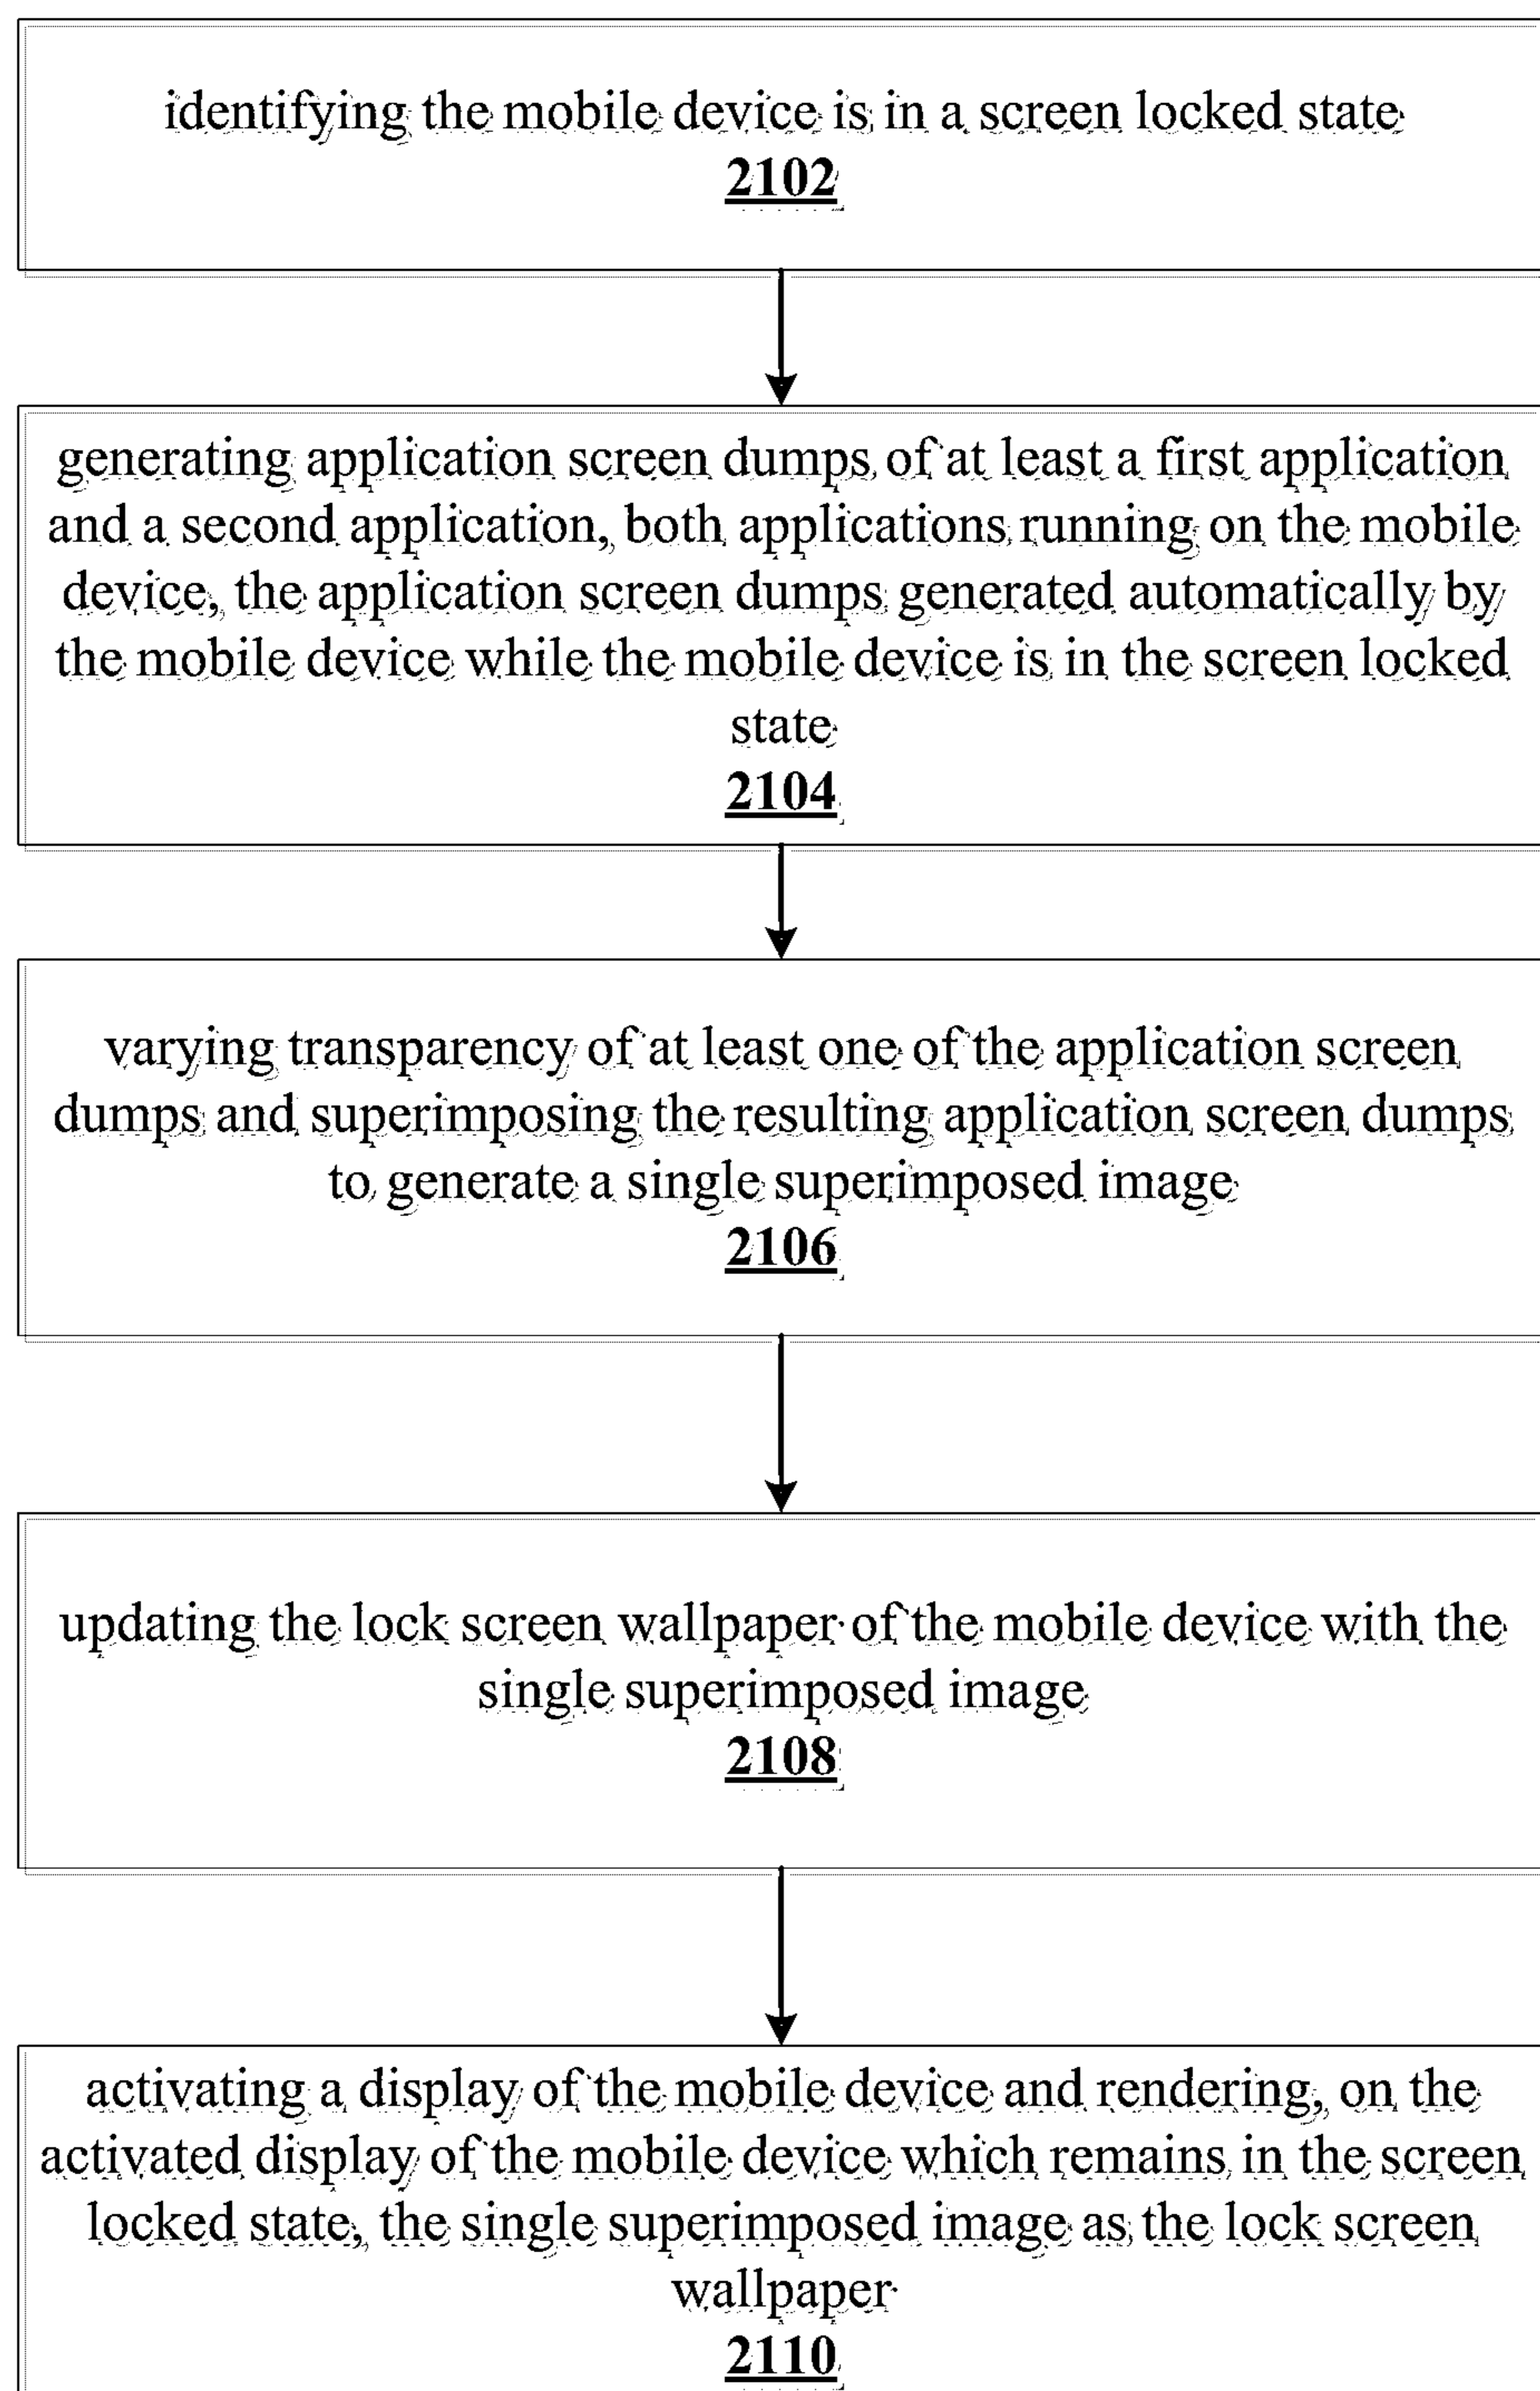 identifying the mobile device is in a screen locked state
2102
generating application screen dumps of at least a first application
and a second application, both applications running on the mobile
device, the application screen dumps generated automatically by
the mobile device while the mobile device is in the screen locked
state
2104
varying transparency of at least one of the application screen
dumps and superimposing the resulting application screen dumps
to generate a single superimposed image
2106
updating the lock screen wallpaper of the mobile device with the
single superimposed image
2108
activating a display of the mobile device and rendering, on the
activated display of the mobile device which remains in the screen
locked state, the single superimposed image as the lock screen
wallpaper
2110